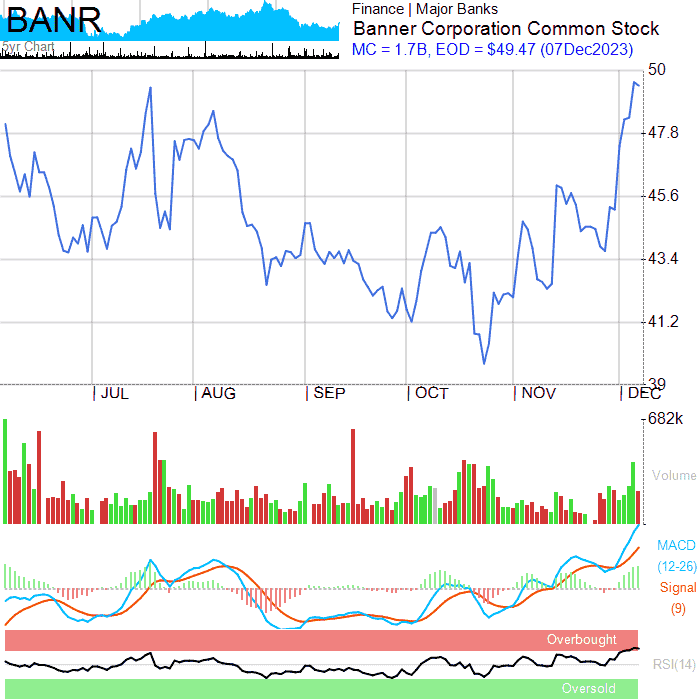 BANR
5yr Chart
Finance | Major Banks
Banner Corporation Common Stock
MC = 1.7B, EOD = $49.47 (07Dec2023)
50
47.8
45.6
43.4
41.2
39
JUL AUG SEP OCT NOV DEC
682k
Volume
MACD
(12-26)
Signal
(9)
Overbought
RSI(14)
Oversold